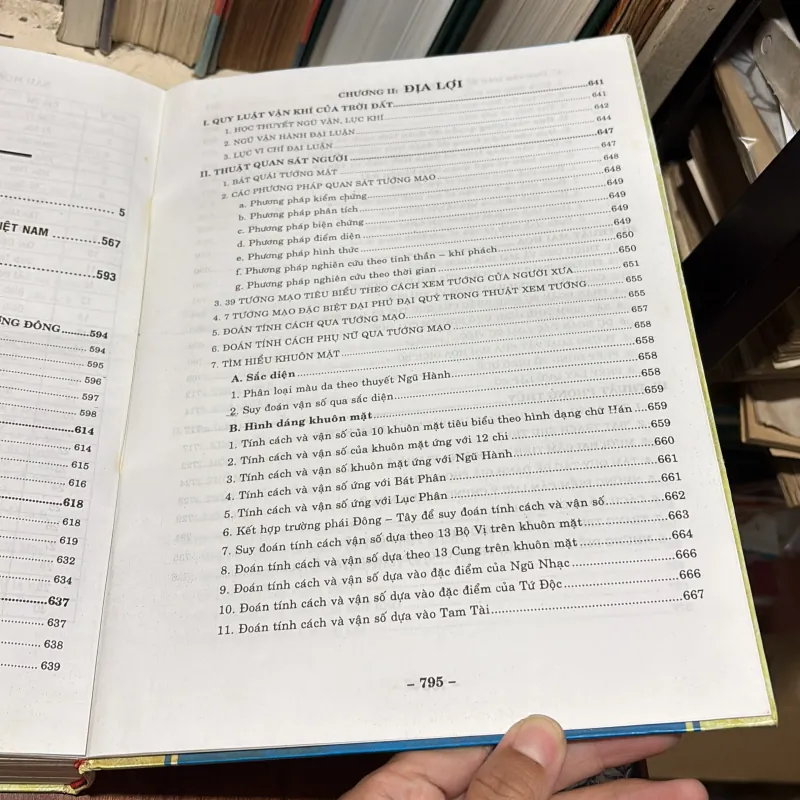 5
IỆT NAM ... 567
593
NG ĐÔNG ... 594
594
595
596
597
598
614
614
615
616
618
618
619
632
634
637
637
638
639
CHƯƠNG II: ĐỊA LỢI ... 641
I. QUY LUẬT VẬN KHÍ CỦA TRỜI ĐẤT ... 641
1. HỌC THUYẾT NGŨ VẬN, LỤC KHÍ ... 642
2. NGŨ VẬN HÀNH ĐẠI LUẬN ... 644
3. LỤC VI CHỈ ĐẠI LUẬN ... 647
II. THUẬT QUAN SÁT NGƯỜI ... 647
1. BÁT QUÁI TƯỚNG MẶT ... 648
2. CÁC PHƯƠNG PHÁP QUAN SÁT TƯỚNG MẠO ... 648
a. Phương pháp kiểm chứng ... 649
b. Phương pháp phân tích ... 649
c. Phương pháp biện chứng ... 649
d. Phương pháp điểm diện ... 649
e. Phương pháp hình thức ... 650
f. Phương pháp nghiên cứu theo tinh thần – khí phách ... 650
g. Phương pháp nghiên cứu theo thời gian ... 651
3. 39 TƯỚNG MẠO TIÊU BIỂU THEO CÁCH XEM TƯỚNG CỦA NGƯỜI XƯA ... 655
4. 7 TƯỚNG MẠO ĐẶC BIỆT ĐẠI PHÚ ĐẠI QUÝ TRONG THUẬT XEM TƯỚNG ... 655
5. ĐOÁN TÍNH CÁCH QUA TƯỚNG MẠO ... 657
6. ĐOÁN TÍNH CÁCH PHỤ NỮ QUA TƯỚNG MẠO ... 658
7. TÌM HIỂU KHUÔN MẶT ... 658
A. Sắc diện ... 658
1. Phân loại màu da theo thuyết Ngũ Hành ... 658
2. Suy đoán vận số qua sắc diện ... 659
B. Hình dáng khuôn mặt ... 659
1. Tính cách và vận số của 10 khuôn mặt tiêu biểu theo hình dạng chữ Hán ... 659
2. Tính cách và vận số của khuôn mặt ứng với 12 chi ... 659
3. Tính cách và vận số khuôn mặt ứng với Ngũ Hành ... 660
4. Tính cách và vận số ứng với Bát Phân ... 661
5. Tính cách và vận số ứng với Lục Phân ... 661
6. Kết hợp trường phái Đông – Tây để suy đoán tính cách và vận số ... 662
7. Suy đoán tính cách vận số dựa theo 13 Bộ Vị trên khuôn mặt ... 663
8. Đoán tính cách và vận số dựa theo 13 Cung trên khuôn mặt ... 664
9. Đoán tính cách và vận số dựa vào đặc điểm của Ngũ Nhạc ... 666
10. Đoán tính cách và vận số dựa vào đặc điểm của Tứ Độc ... 666
11. Đoán tính cách và vận số dựa vào Tam Tài ... 667
– 795 –